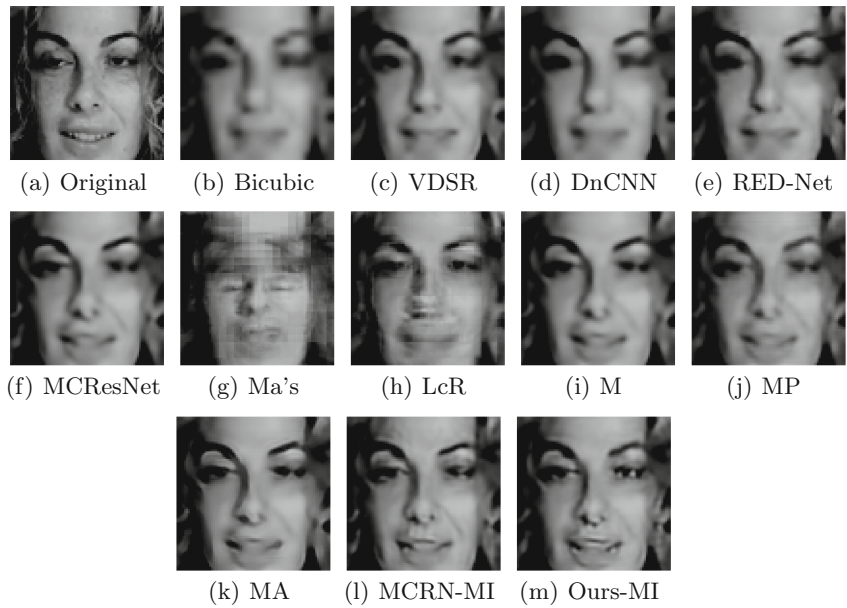 (a) Original (b) Bicubic (c) VDSR (d) DnCNN (e) RED-Net
(f) MCResNet (g) Ma's (h) LcR (i) M (j) MP
(k) MA (l) MCRN-MI (m) Ours-MI